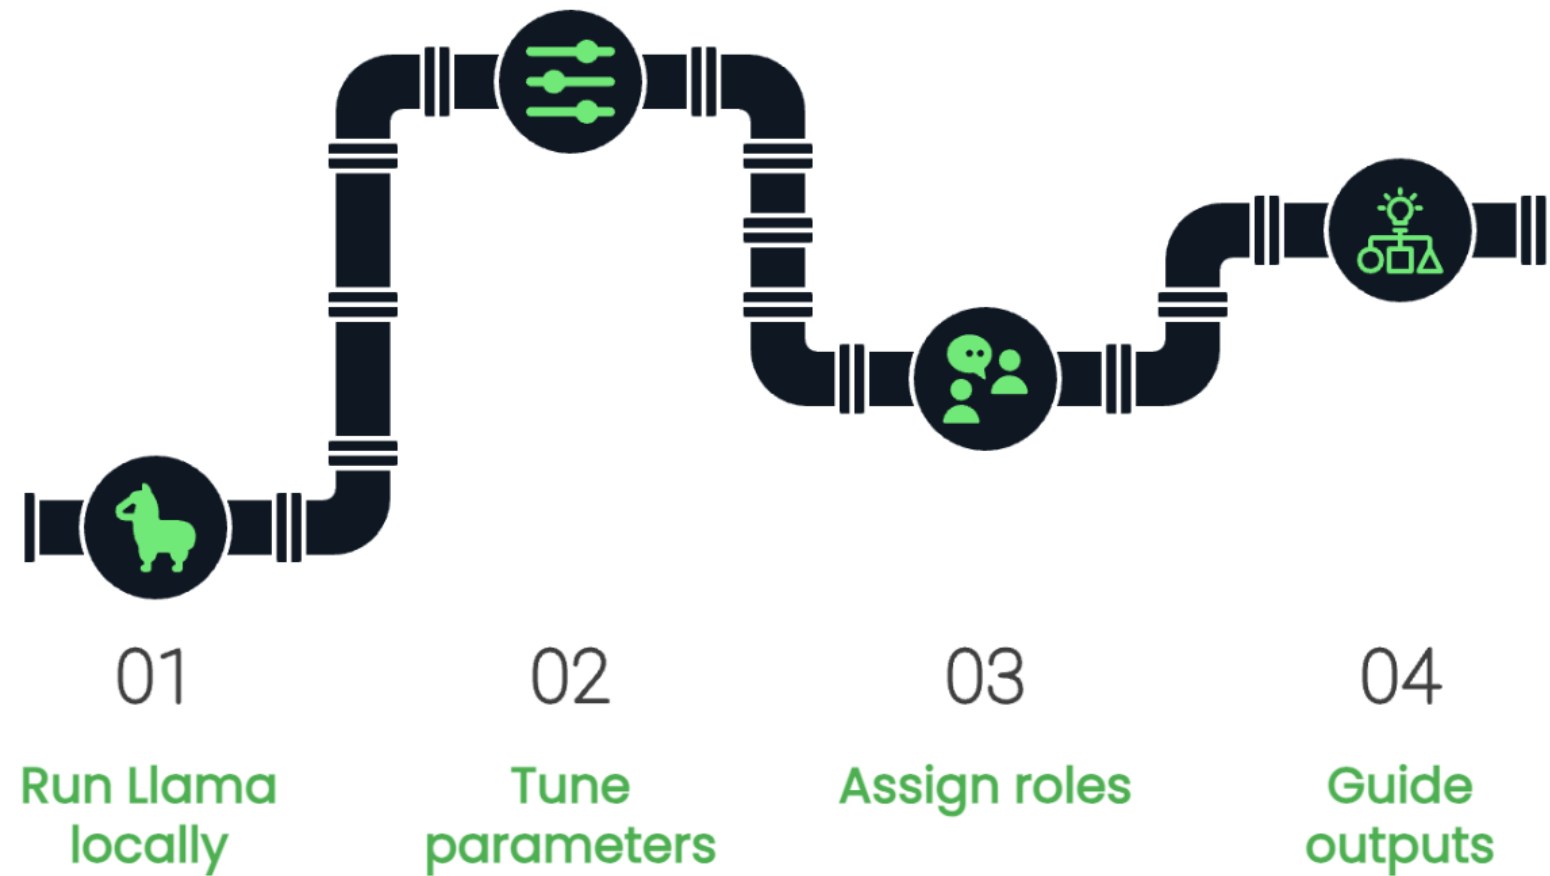 01
Run Llama
locally
02
Tune
parameters
03
Assign roles
04
Guide
outputs